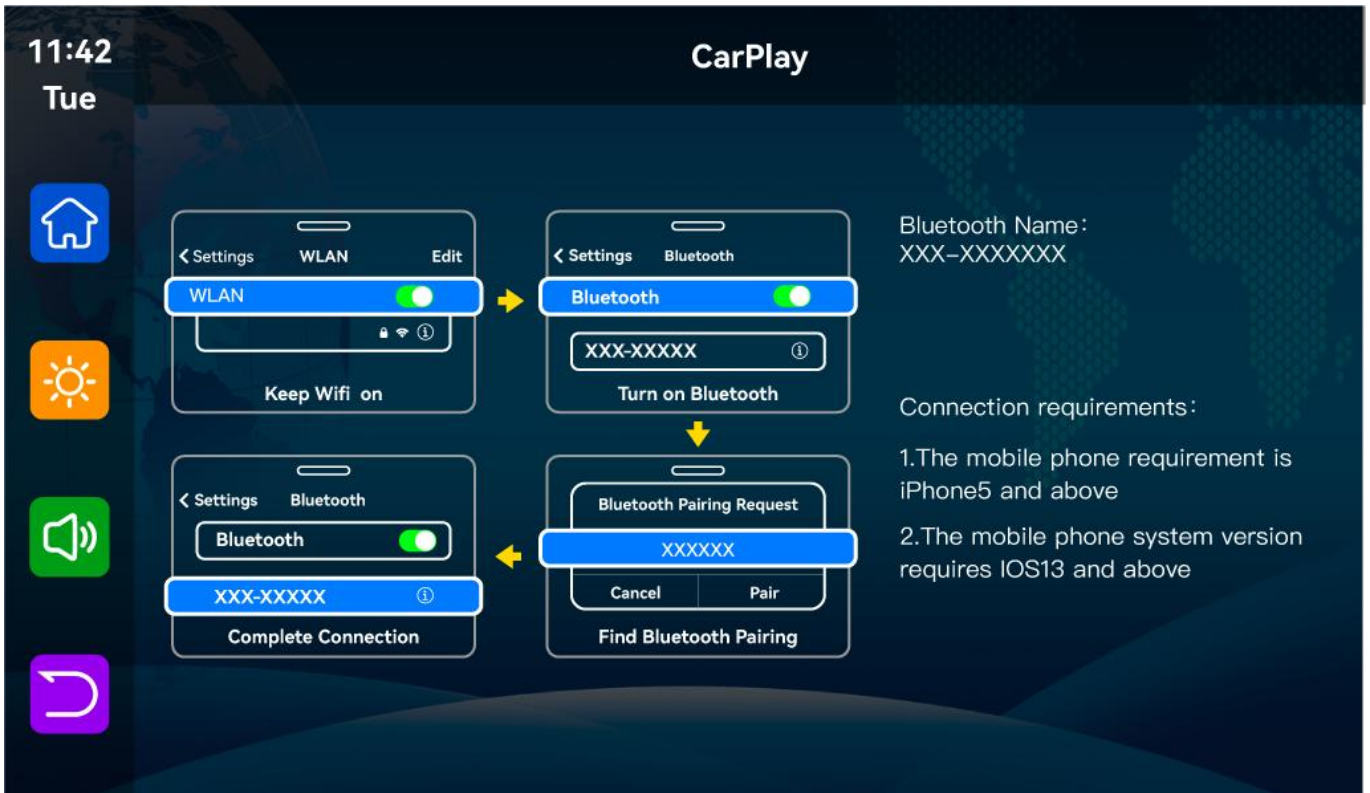 11:42
Tue
CarPlay
Settings WLAN Edit
WLAN
Keep Wifi on
Settings Bluetooth
Bluetooth
XXX-XXXXX
Turn on Bluetooth
Bluetooth Pairing Request
XXXXXX
Cancel Pair
Find Bluetooth Pairing
Settings Bluetooth
Bluetooth
XXX-XXXXX
Complete Connection
Bluetooth Name:
XXX-XXXXXXX
Connection requirements:
1.The mobile phone requirement is
iPhone5 and above
2.The mobile phone system version
requires IOS13 and above